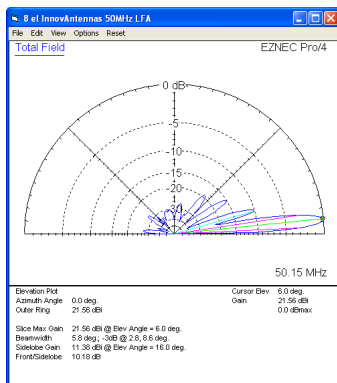 8 el InnovAntennas 50MHz LFA
File Edit View Options Reset
Total Field EZNEC Pro/4
0 dB
-5
-10
-15
-20
-30
50.15 MHz
Elevation Plot Cursor Elev 6.0 deg.
Azimuth Angle 0.0 deg. Gain 21.56 dBi
Outer Ring 21.56 dBi 0.0 dBmax
Slice Max Gain 21.56 dBi @ Elev Angle = 6.0 deg.
Beamwidth 5.8 deg.; -3dB @ 2.8, 8.6 deg.
Sidelobe Gain 11.38 dBi @ Elev Angle = 16.0 deg.
Front/Sidelobe 10.18 dB